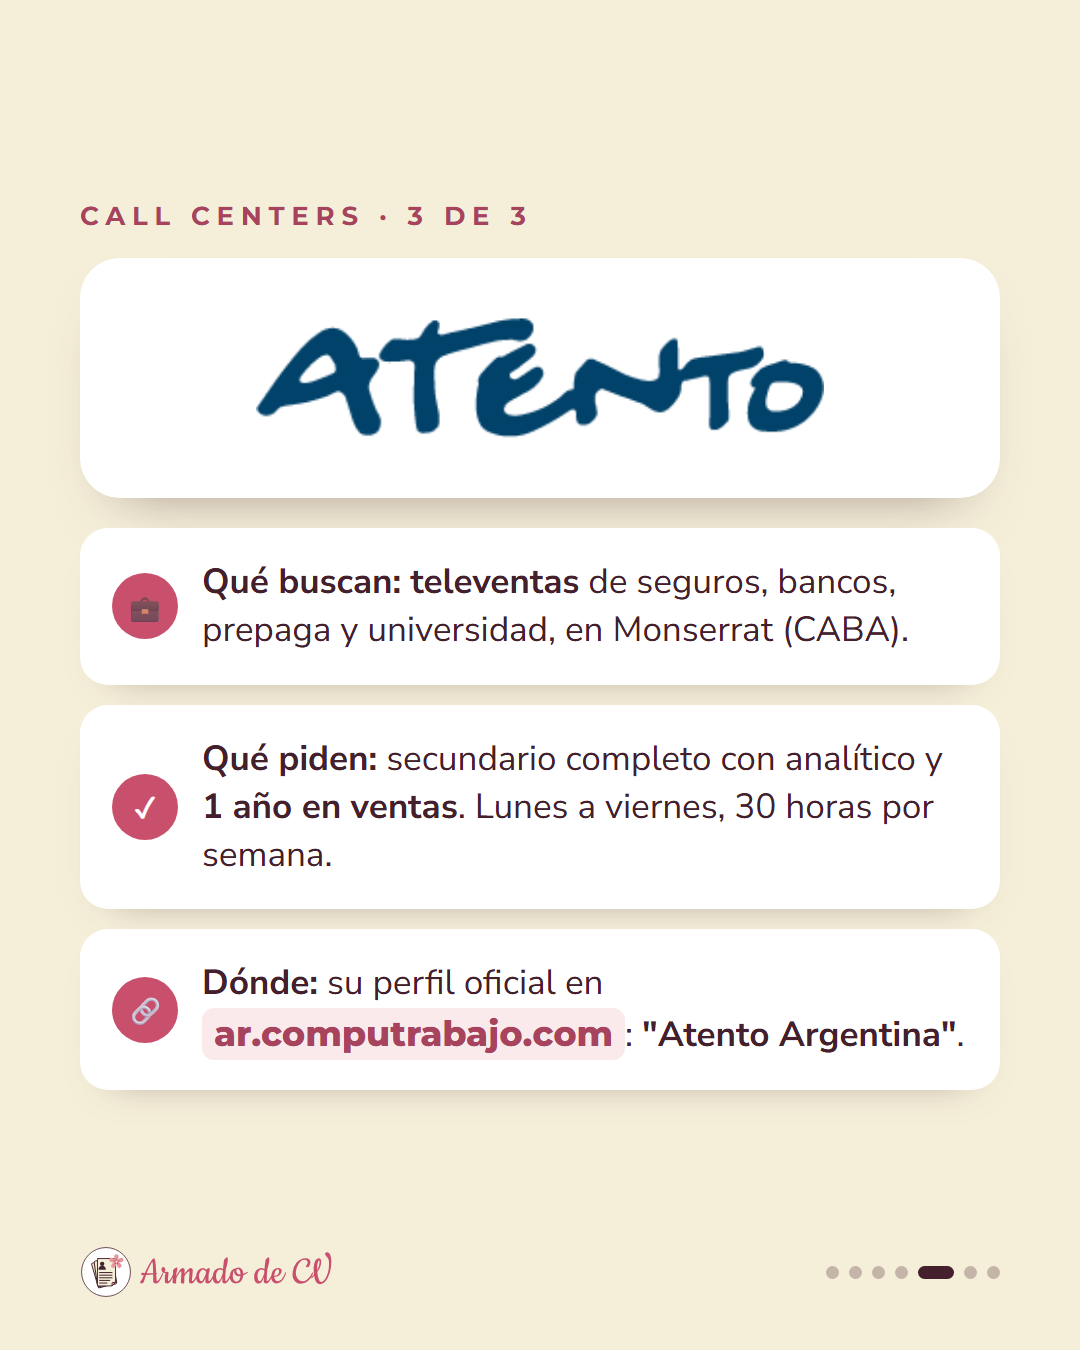 CALL CENTERS · 3 DE 3
ATENTO
Qué buscan: televentas de seguros, bancos,
prepaga y universidad, en Monserrat (CABA).
Qué piden: secundario completo con analítico y
1 año en ventas. Lunes a viernes, 30 horas por
semana.
Dónde: su perfil oficial en
ar.computrabajo.com: "Atento Argentina".
Armado de CV